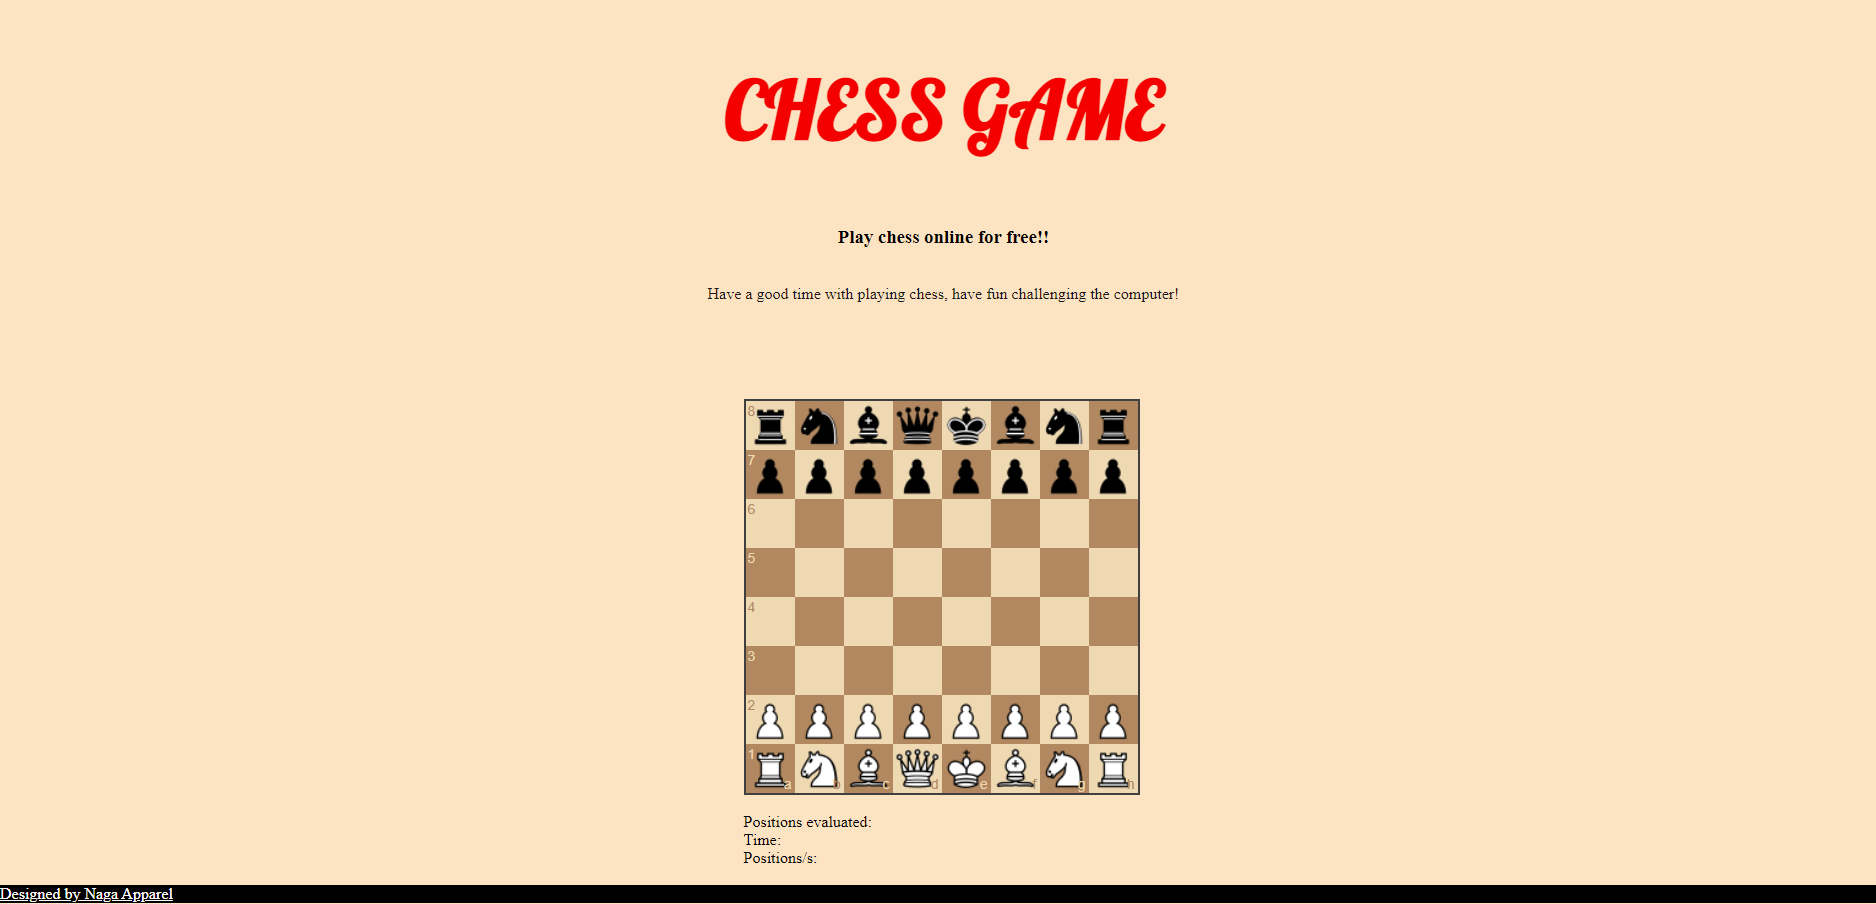 CHESS GAME
Play chess online for free!!
Have a good time with playing chess, have fun challenging the computer!
8
7
6
5
4
3
2
1
a b c d e f g h
Positions evaluated:
Time:
Positions/s:
Designed by Naga Apparel